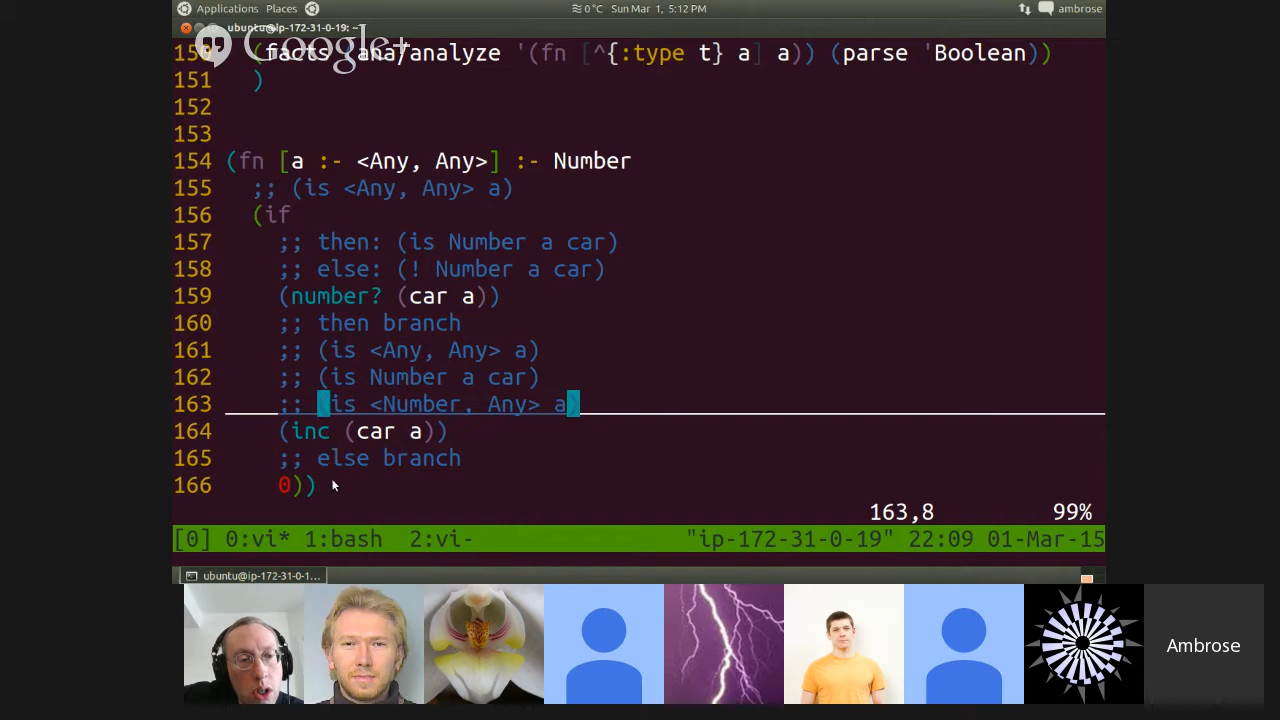 Applications Places 0°C Sun Mar 1, 5:12 PM ambrose
ubuntu@ip-172-31-0-19: ~
Google+
150 (facts (ana/analyze '(fn [^{:type t} a] a)) (parse 'Boolean))
151 )
152
153
154 (fn [a :- <Any, Any>] :- Number
155 ;; (is <Any, Any> a)
156 (if
157 ;; then: (is Number a car)
158 ;; else: (! Number a car)
159 (number? (car a))
160 ;; then branch
161 ;; (is <Any, Any> a)
162 ;; (is Number a car)
163 ;; (is <Number, Any> a)
164 (inc (car a))
165 ;; else branch
166 0))
163,8 99%
[0] 0:vi* 1:bash 2:vi- "ip-172-31-0-19" 22:09 01-Mar-15
ubuntu@ip-172-31-0-1...
Ambrose